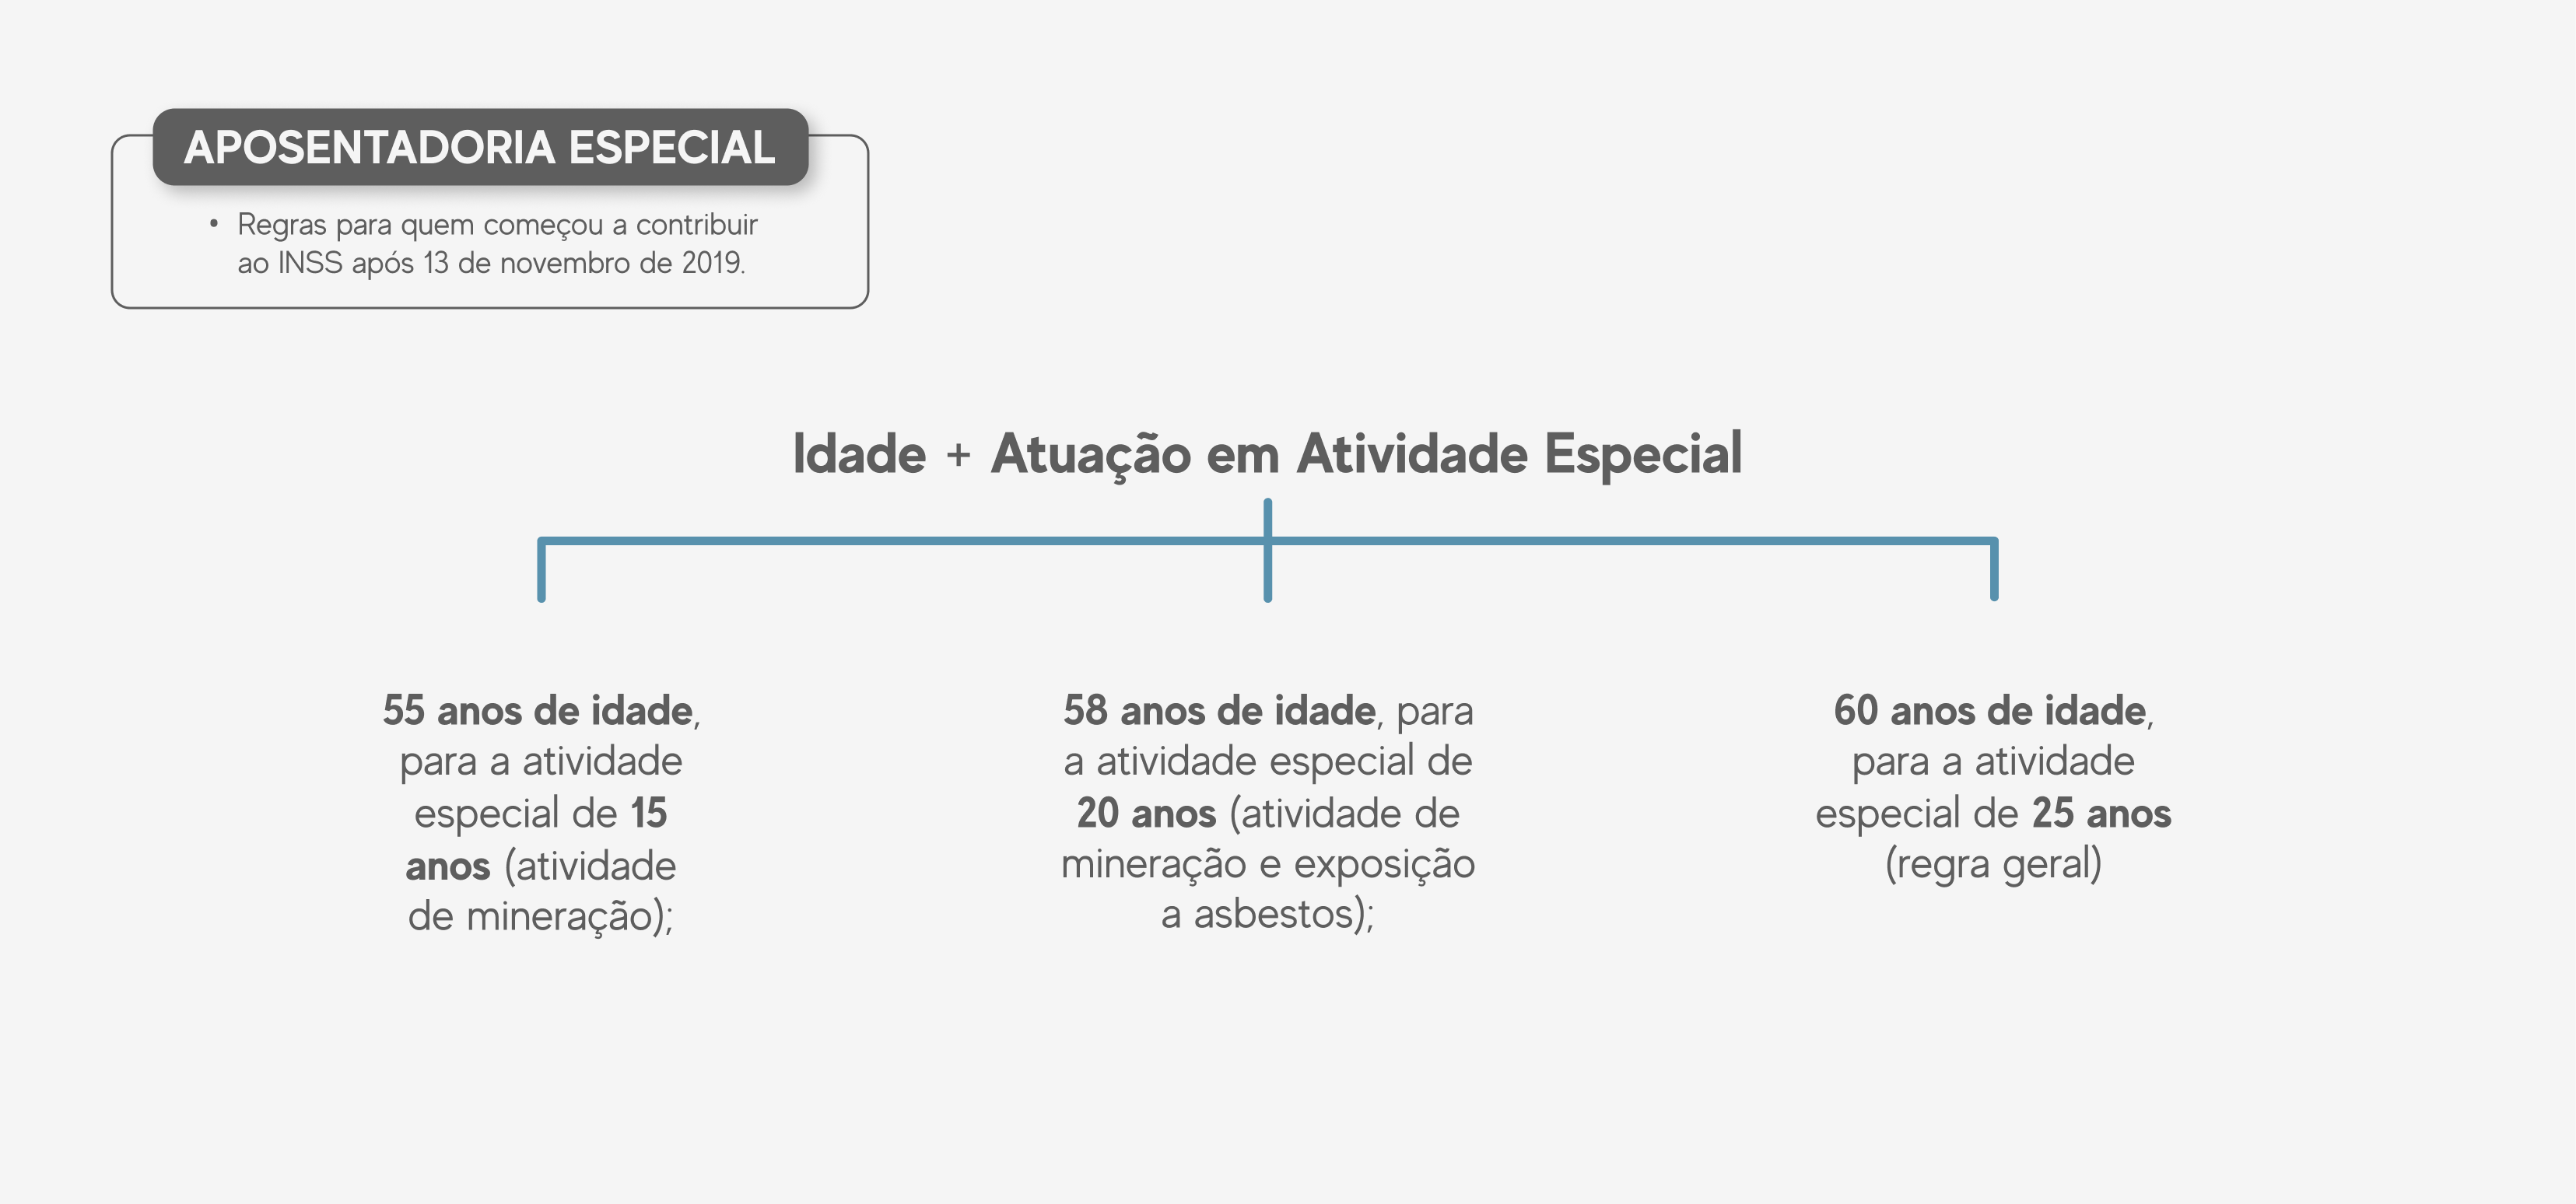 APOSENTADORIA ESPECIAL
• Regras para quem começou a contribuir
ao INSS após 13 de novembro de 2019.
Idade + Atuação em Atividade Especial
55 anos de idade,
para a atividade
especial de 15
anos (atividade
de mineração);
58 anos de idade, para
a atividade especial de
20 anos (atividade de
mineração e exposição
a asbestos);
60 anos de idade,
para a atividade
especial de 25 anos
(regra geral)